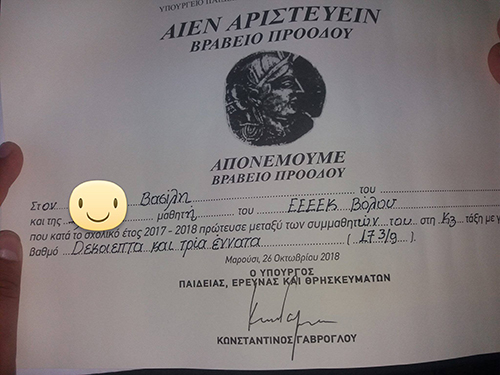 ΥΠΟΥΡΓΕΙΟ
ΑΙΕΝ ΑΡΙΣΤΕΥΕΙΝ
ΒΡΑΒΕΙΟ ΠΡΟΟΔΟΥ
ΑΠΟΝΕΜΟΥΜΕ
ΒΡΑΒΕΙΟ ΠΡΟΟΔΟΥ
Στον Βασίλη του
και της μαθητή του ΕΕΕΕΚ Βόλου
που κατά το σχολικό έτος 2017 - 2018 πρώτευσε μεταξύ των συμμαθητών του στη τάξη με γ
βαθμό Δεκαεπτα και τρία έννατα (17 3/9)
Μαρούσι, 26 Οκτωβρίου 2018
Ο ΥΠΟΥΡΓΟΣ
ΠΑΙΔΕΙΑΣ, ΕΡΕΥΝΑΣ ΚΑΙ ΘΡΗΣΚΕΥΜΑΤΩΝ
ΚΩΝΣΤΑΝΤΙΝΟΣ ΓΑΒΡΟΓΛΟΥ